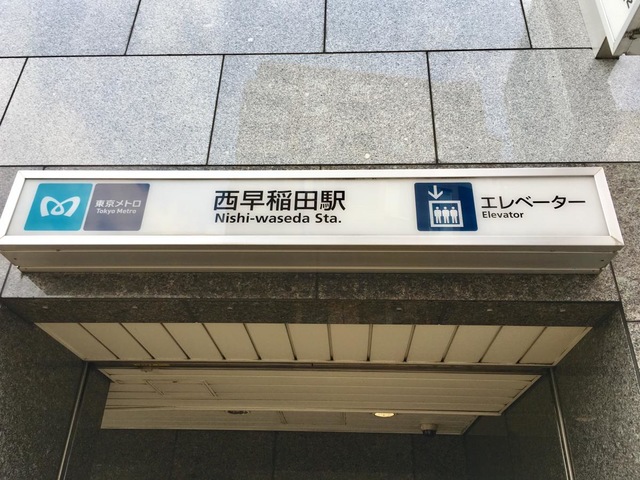 東京メトロ
Tokyo Metro
西早稲田駅
Nishi-waseda Sta.
エレベーター
Elevator